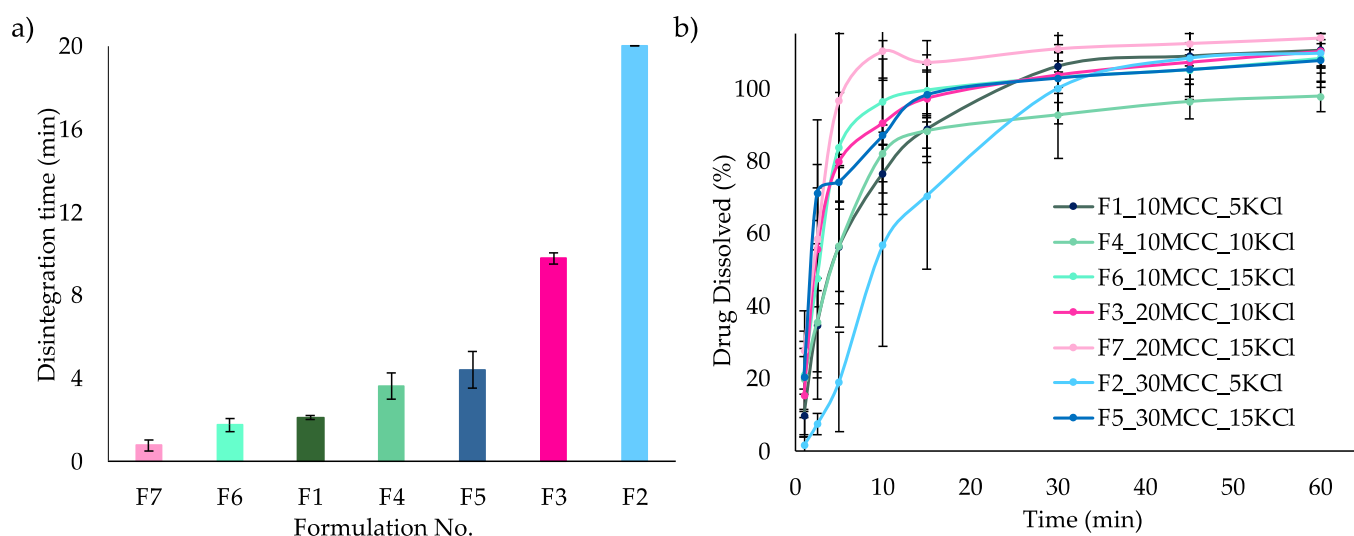 a)
20
16
12
8
4
0
Disintegration time (min)
F7 F6 F1 F4 F5 F3 F2
Formulation No.
b)
100
80
60
40
20
0
Drug Dissolved (%)
F1_10MCC_5KCl
F4_10MCC_10KCl
F6_10MCC_15KCl
F3_20MCC_10KCl
F7_20MCC_15KCl
F2_30MCC_5KCl
F5_30MCC_15KCl
0 10 20 30 40 50 60
Time (min)